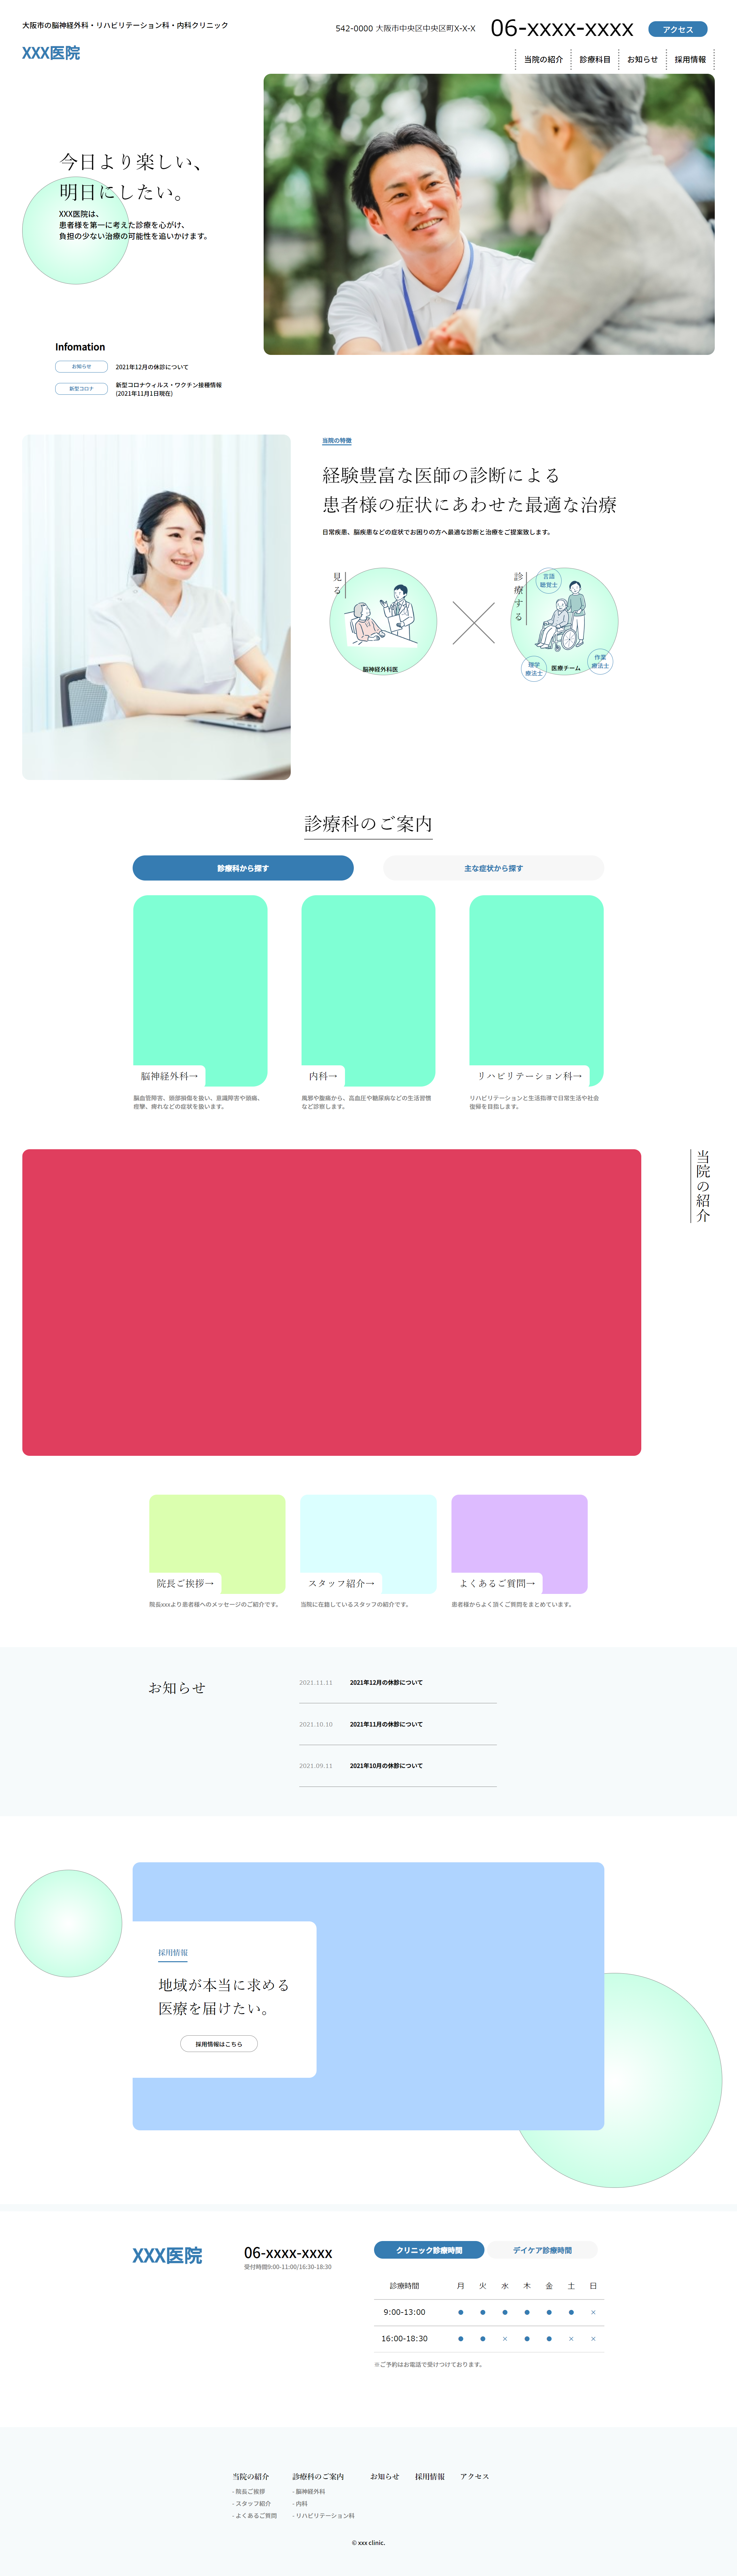 大阪市の脳神経外科・リハビリテーション科・内科クリニック
542-0000 大阪市中央区中央区町X-X-X
06-xxxx-xxxx
アクセス
XXX医院
当院の紹介
診療科目
お知らせ
採用情報
今日より楽しい、
明日にしたい。
XXX医院は、
患者様を第一に考えた診療を心がけ、
負担の少ない治療の可能性を追いかけます。
Infomation
お知らせ
2021年12月の休診について
新型コロナ
新型コロナウィルス・ワクチン接種情報
(2021年11月1日現在)
当院の特徴
経験豊富な医師の診断による
患者様の症状にあわせた最適な治療
日常疾患、脳疾患などの症状でお困りの方へ最適な診断と治療をご提案致します。
見る
脳神経外科医
診療する
言語
聴覚士
理学
療法士
医療チーム
作業
療法士
診療科のご案内
診療科から探す
主な症状から探す
脳神経外科→
脳血管障害、頭部損傷を扱い、意識障害や頭痛、
痙攣、痺れなどの症状を扱います。
内科→
風邪や腹痛から、高血圧や糖尿病などの生活習慣
など診察します。
リハビリテーション科→
リハビリテーションと生活指導で日常生活や社会
復帰を目指します。
当院の紹介
院長ご挨拶→
院長xxxより患者様へのメッセージのご紹介です。
スタッフ紹介→
当院に在籍しているスタッフの紹介です。
よくあるご質問→
患者様からよく頂くご質問をまとめています。
お知らせ
2021.11.11 2021年12月の休診について
2021.10.10 2021年11月の休診について
2021.09.11 2021年10月の休診について
採用情報
地域が本当に求める
医療を届けたい。
採用情報はこちら
XXX医院
06-xxxx-xxxx
受付時間9:00-11:00/16:30-18:30
クリニック診療時間
デイケア診療時間
診療時間 月 火 水 木 金 土 日
9:00-13:00 ● ● ● ● ● ● ×
16:00-18:30 ● ● × ● ● × ×
※ご予約はお電話で受けつけております。
当院の紹介
- 院長ご挨拶
- スタッフ紹介
- よくあるご質問
診療科のご案内
- 脳神経外科
- 内科
- リハビリテーション科
お知らせ
採用情報
アクセス
© xxx clinic.